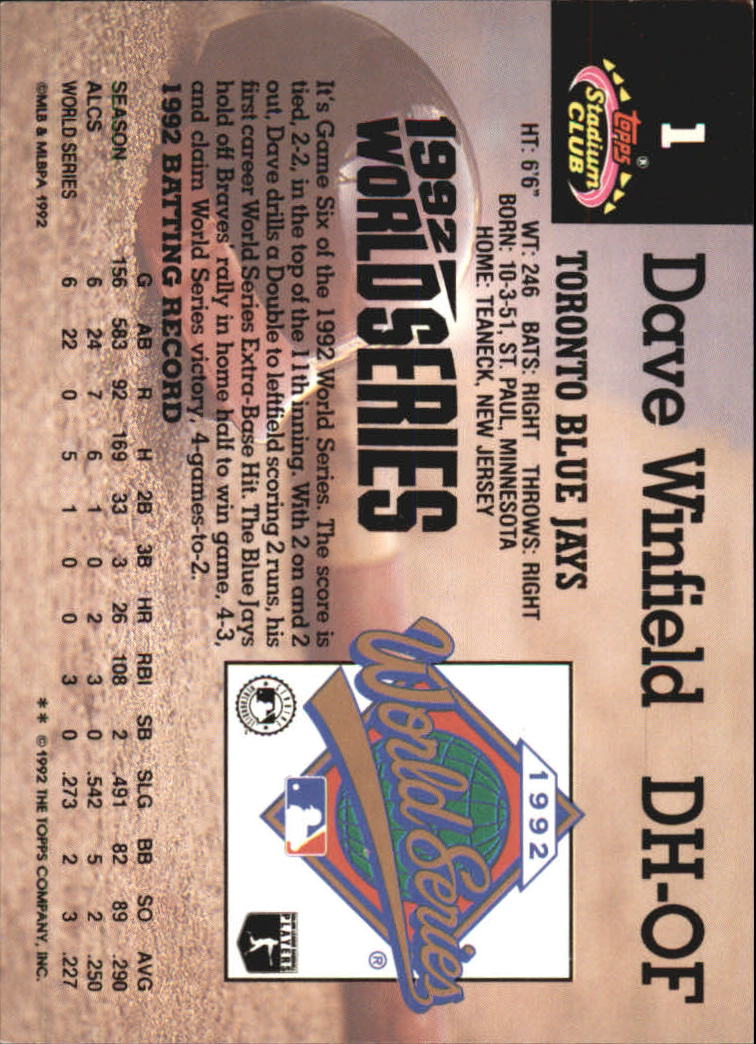 1
Dave Winfield DH-OF
Topps®
Stadium
CLUB
TORONTO BLUE JAYS
HT: 6'6" WT: 246 BATS: RIGHT THROWS: RIGHT
BORN: 10-3-51, ST. PAUL, MINNESOTA
HOME: TEANECK, NEW JERSEY
1992
WORLD SERIES
It's Game Six of the 1992 World Series. The score is
tied, 2-2, in the top of the 11th inning. With 2 on and 2
out, Dave drills a Double to leftfield scoring 2 runs, his
first career World Series Extra-Base Hit. The Blue Jays
hold off Braves' rally in home half to win game, 4-3,
and claim World Series victory, 4-games-to-2.
1992
World Series
®
PLAYERS
1992 BATTING RECORD
G AB R H 2B 3B HR RBI SB SLG BB SO AVG
SEASON 156 583 92 169 33 3 26 108 2 .491 82 89 .290
ALCS 6 24 7 6 1 0 2 3 0 .542 5 2 .250
WORLD SERIES 6 22 0 5 1 0 0 3 0 .273 2 3 .227
©MLB & MLBPA 1992
** ©1992 THE TOPPS COMPANY, INC.